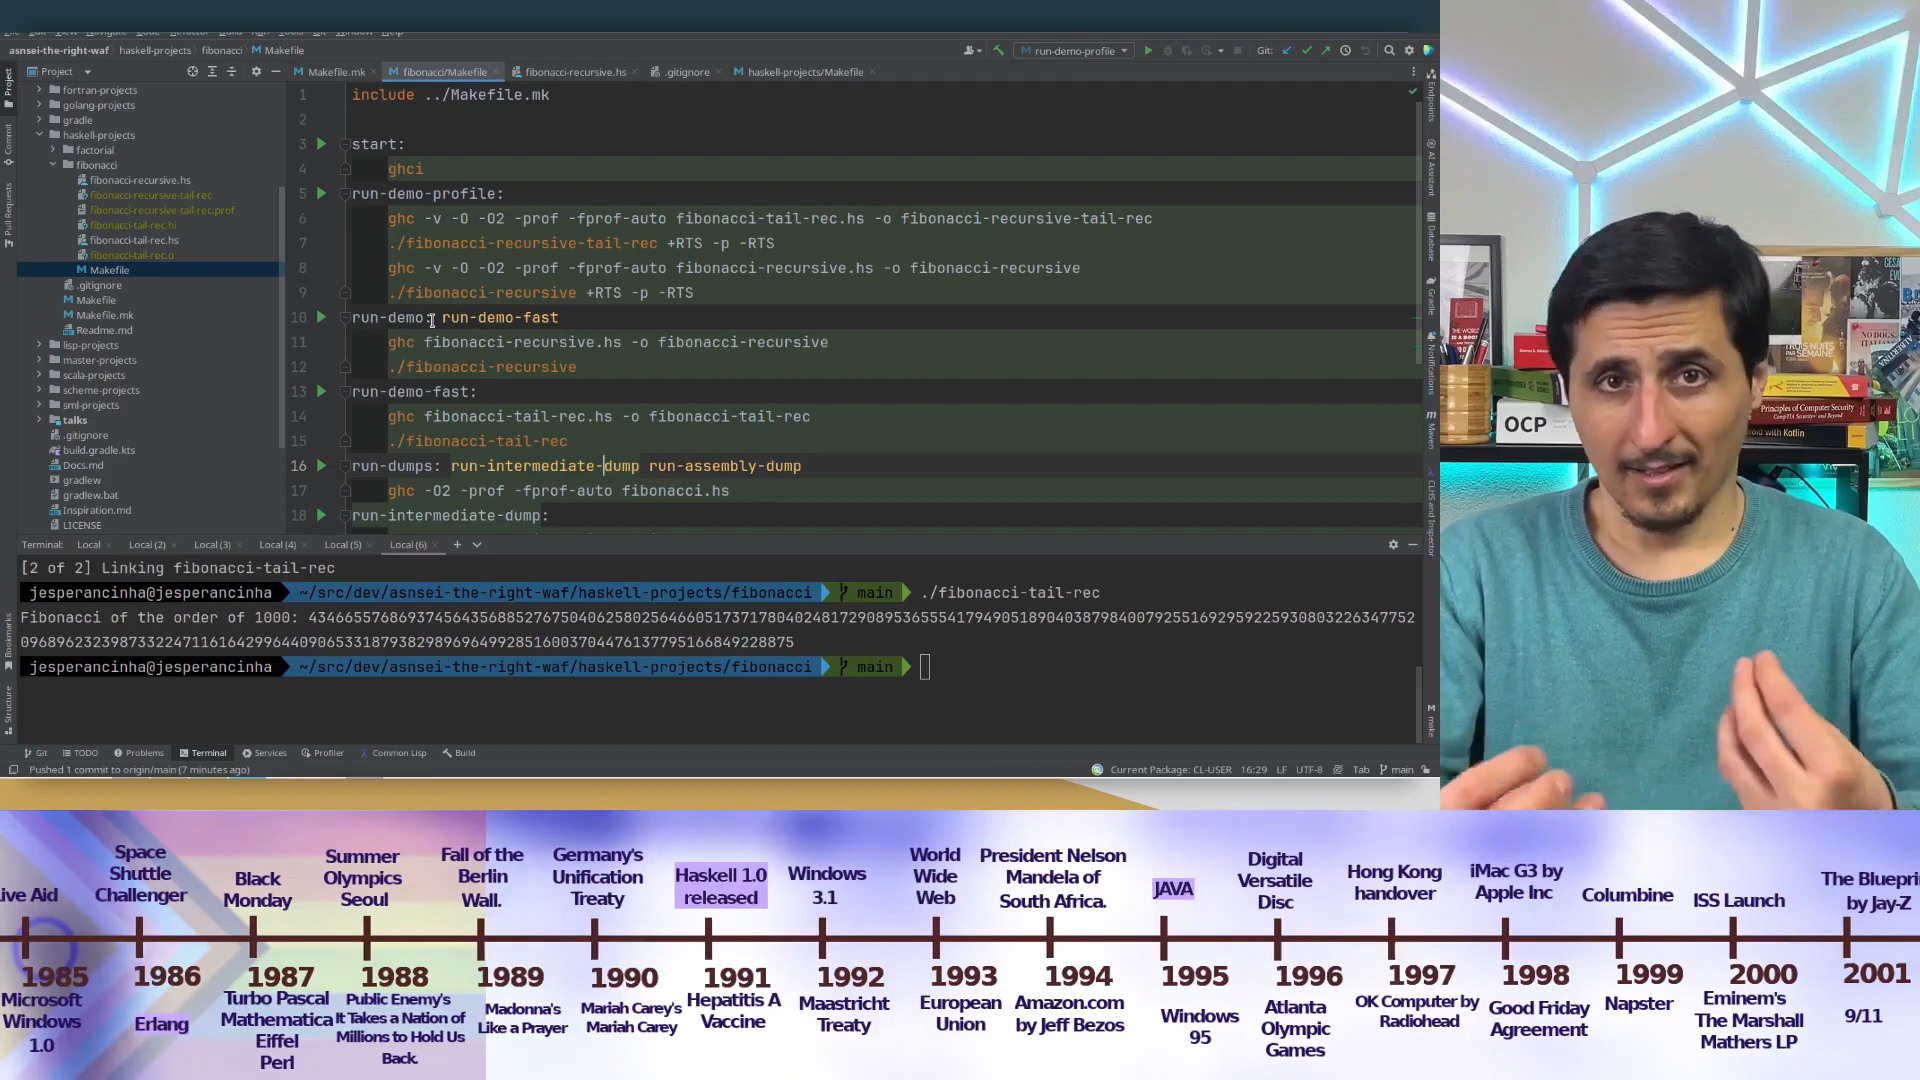 asnsei-the-right-waf
haskell-projects
fibonacci
Makefile
run-demo-profile
Git:
Project
Makefile.mk
fibonacci/Makefile
fibonacci-recursive.hs
.gitignore
haskell-projects/Makefile
fortran-projects
golang-projects
gradle
haskell-projects
factorial
fibonacci
fibonacci-recursive.hs
fibonacci-recursive-tail-rec
fibonacci-recursive-tail-rec.prof
fibonacci-tail-rec.hi
fibonacci-tail-rec.hs
fibonacci-tail-rec.o
Makefile
.gitignore
Makefile
Makefile.mk
Readme.md
lisp-projects
master-projects
scala-projects
scheme-projects
sml-projects
talks
.gitignore
build.gradle.kts
Docs.md
gradlew
gradlew.bat
Inspiration.md
LICENSE
Project
Commit
Pull Requests
Bookmarks
Structure
1 include ../Makefile.mk
2
3 start:
4 ghci
5 run-demo-profile:
6 ghc -v -O -O2 -prof -fprof-auto fibonacci-tail-rec.hs -o fibonacci-recursive-tail-rec
7 ./fibonacci-recursive-tail-rec +RTS -p -RTS
8 ghc -v -O -O2 -prof -fprof-auto fibonacci-recursive.hs -o fibonacci-recursive
9 ./fibonacci-recursive +RTS -p -RTS
10 run-demo: run-demo-fast
11 ghc fibonacci-recursive.hs -o fibonacci-recursive
12 ./fibonacci-recursive
13 run-demo-fast:
14 ghc fibonacci-tail-rec.hs -o fibonacci-tail-rec
15 ./fibonacci-tail-rec
16 run-dumps: run-intermediate-dump run-assembly-dump
17 ghc -O2 -prof -fprof-auto fibonacci.hs
18 run-intermediate-dump:
Endpoints
AI Assistant
Database
Gradle
Notifications
Maven
CLHS and Inspector
make
Terminal: Local Local (2) Local (3) Local (4) Local (5) Local (6)
[2 of 2] Linking fibonacci-tail-rec
jesperancinha@jesperancinha ~/src/dev/asnsei-the-right-waf/haskell-projects/fibonacci main ./fibonacci-tail-rec
Fibonacci of the order of 1000: 43466557686937456435688527675040625802564660517371780402481729089536555417949051890403879840079255169295922593080322634775​2
09689623239873322471161642996440906533187938298969649928516003704476137795166849228875
jesperancinha@jesperancinha ~/src/dev/asnsei-the-right-waf/haskell-projects/fibonacci main
Git TODO Problems Terminal Services Profiler Common Lisp Build
Pushed 1 commit to origin/main (7 minutes ago)
Current Package: CL-USER 16:29 LF UTF-8 Tab main
OCP
Principles of Computer Security
Live Aid
Space
Shuttle
Challenger
Black
Monday
Summer
Olympics
Seoul
Fall of the
Berlin
Wall.
Germany's
Unification
Treaty
Haskell 1.0
released
Windows
3.1
World
Wide
Web
President Nelson
Mandela of
South Africa.
JAVA
Digital
Versatile
Disc
Hong Kong
handover
iMac G3 by
Apple Inc
Columbine
ISS Launch
The Blueprint
by Jay-Z
1985 1986 1987 1988 1989 1990 1991 1992 1993 1994 1995 1996 1997 1998 1999 2000 2001
Microsoft
Windows
1.0
Erlang
Turbo Pascal
Mathematica
Eiffel
Perl
Public Enemy's
It Takes a Nation of
Millions to Hold Us
Back.
Madonna's
Like a Prayer
Mariah Carey's
Mariah Carey
Hepatitis A
Vaccine
Maastricht
Treaty
European
Union
Amazon.com
by Jeff Bezos
Windows
95
Atlanta
Olympic
Games
OK Computer by
Radiohead
Good Friday
Agreement
Napster
Eminem's
The Marshall
Mathers LP
9/11